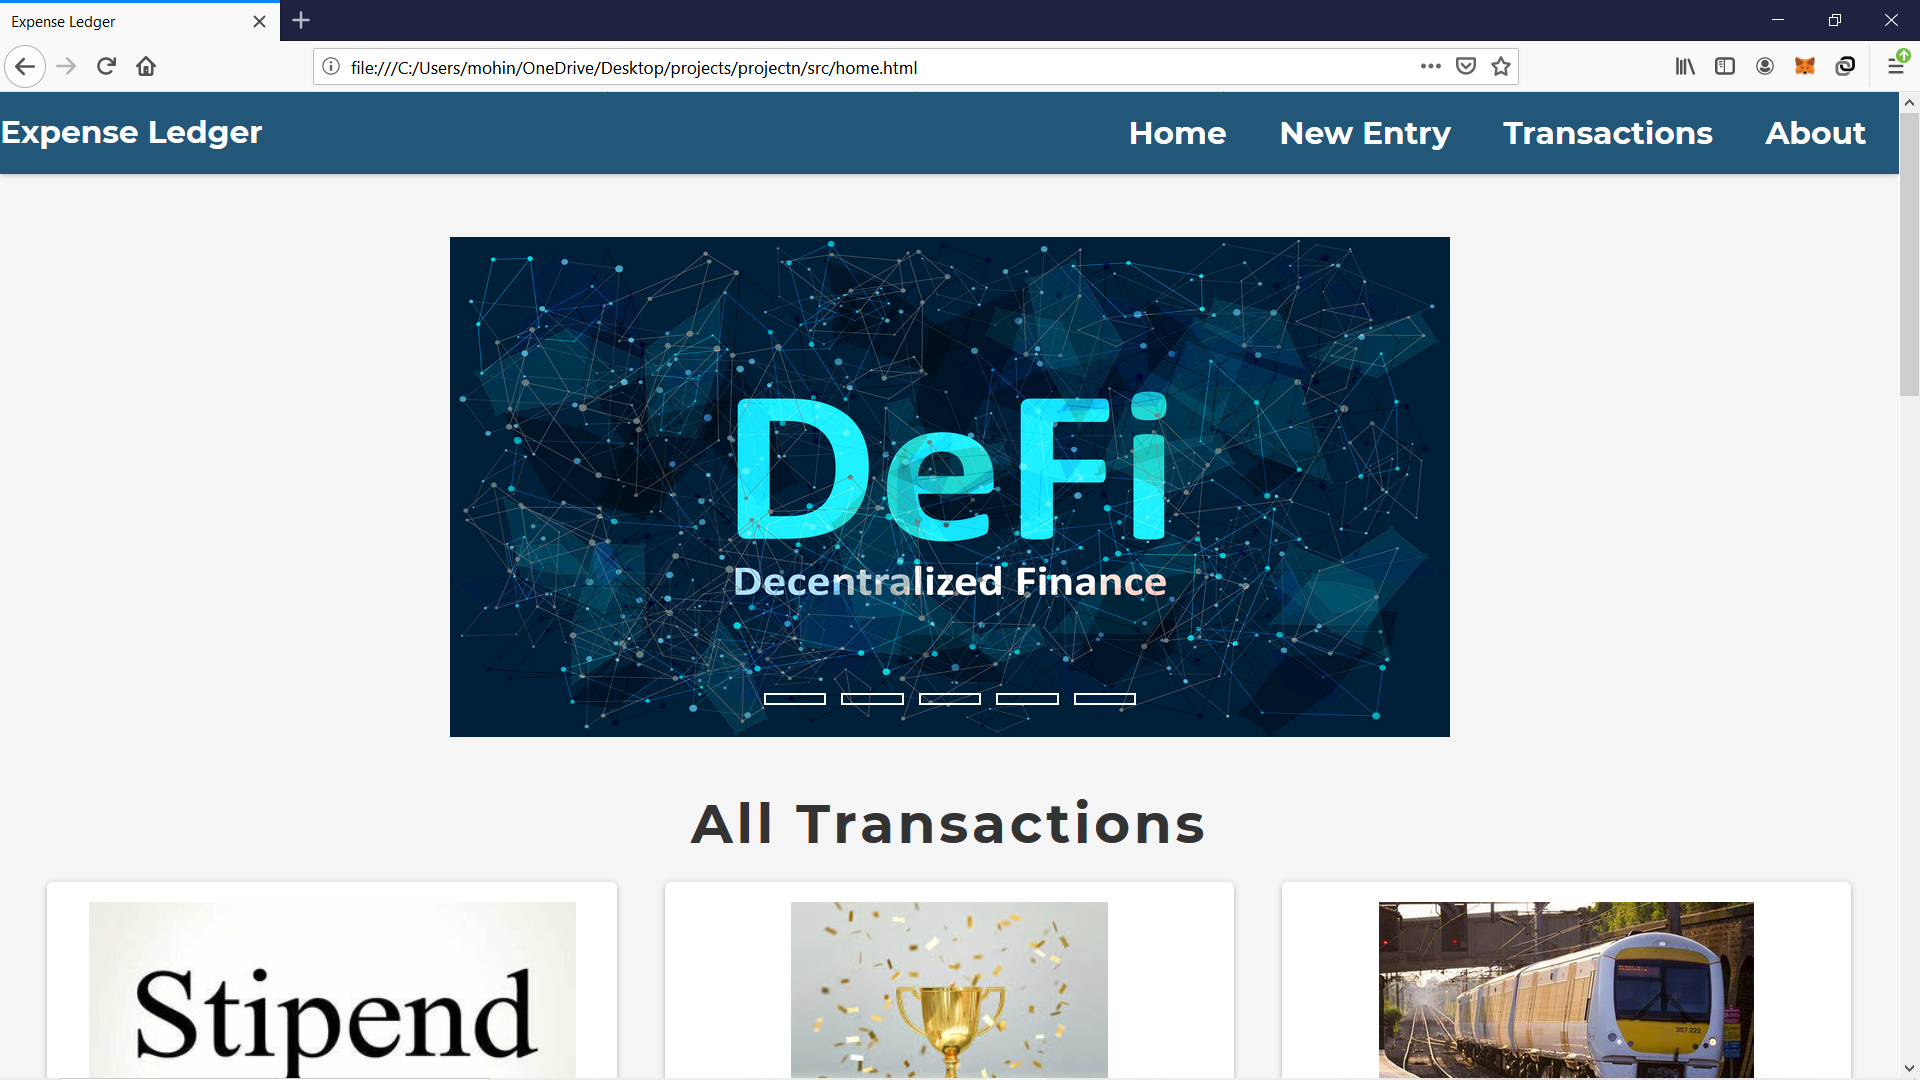 Expense Ledger
file:///C:/Users/mohin/OneDrive/Desktop/projects/projectn/src/home.html
Expense Ledger
Home New Entry Transactions About
DeFi
Decentralized Finance
All Transactions
Stipend
357 222